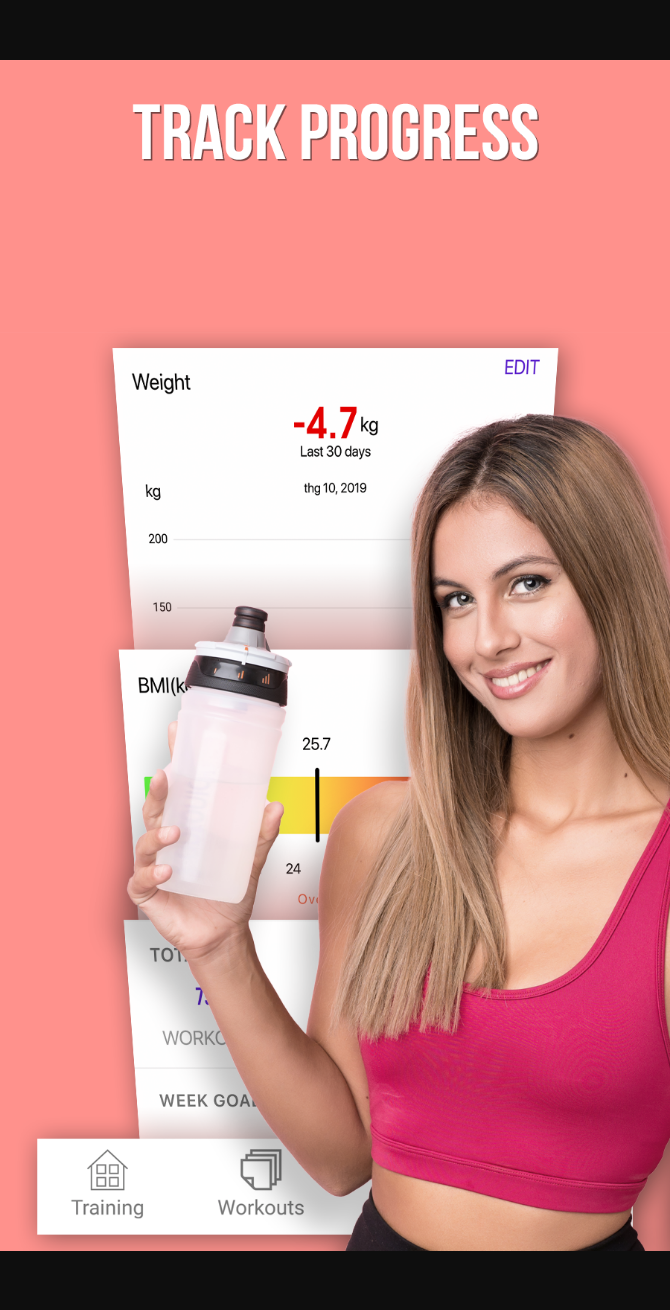 TRACK PROGRESS
EDIT
Weight
-4.7 kg
Last 30 days
kg
thg 10, 2019
200
150
25.7
24
WEEK
Training
Workouts